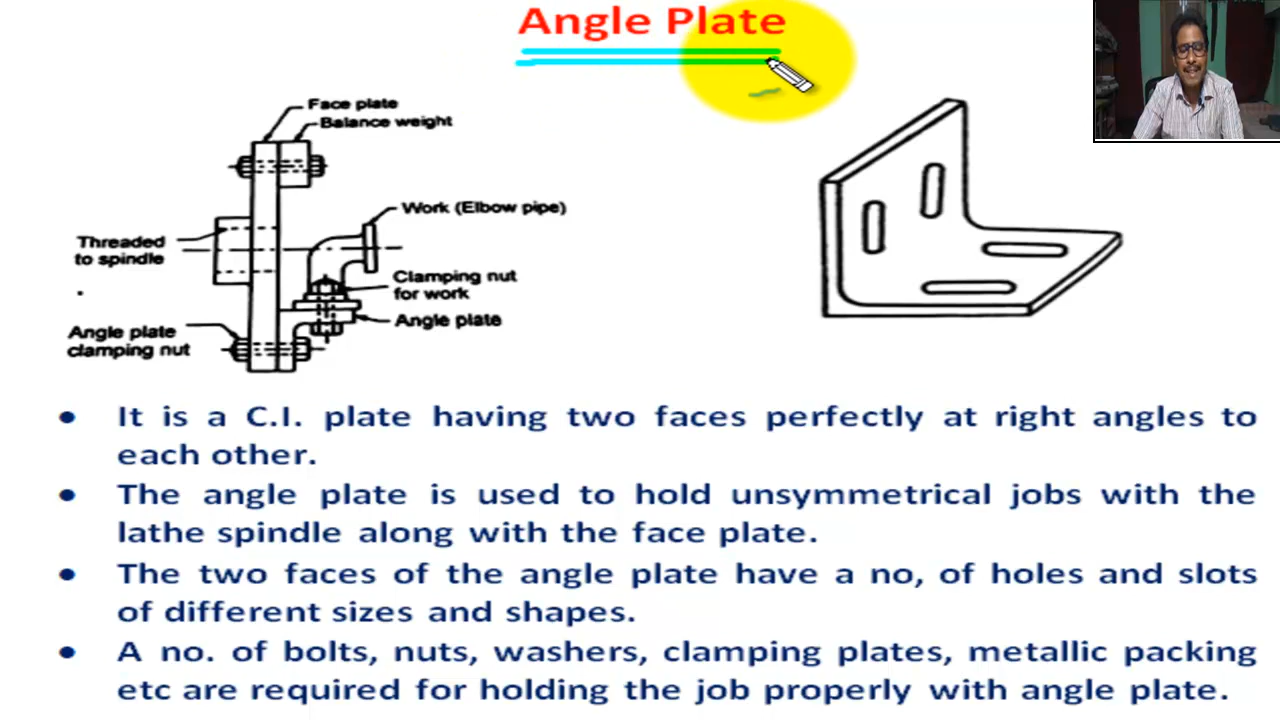 Angle Plate
Face plate
Balance weight
Work (Elbow pipe)
Threaded
to spindle
Clamping nut
for work
Angle plate
Angle plate
clamping nut
• It is a C.I. plate having two faces perfectly at right angles to
each other.
• The angle plate is used to hold unsymmetrical jobs with the
lathe spindle along with the face plate.
• The two faces of the angle plate have a no, of holes and slots
of different sizes and shapes.
• A no. of bolts, nuts, washers, clamping plates, metallic packing
etc are required for holding the job properly with angle plate.